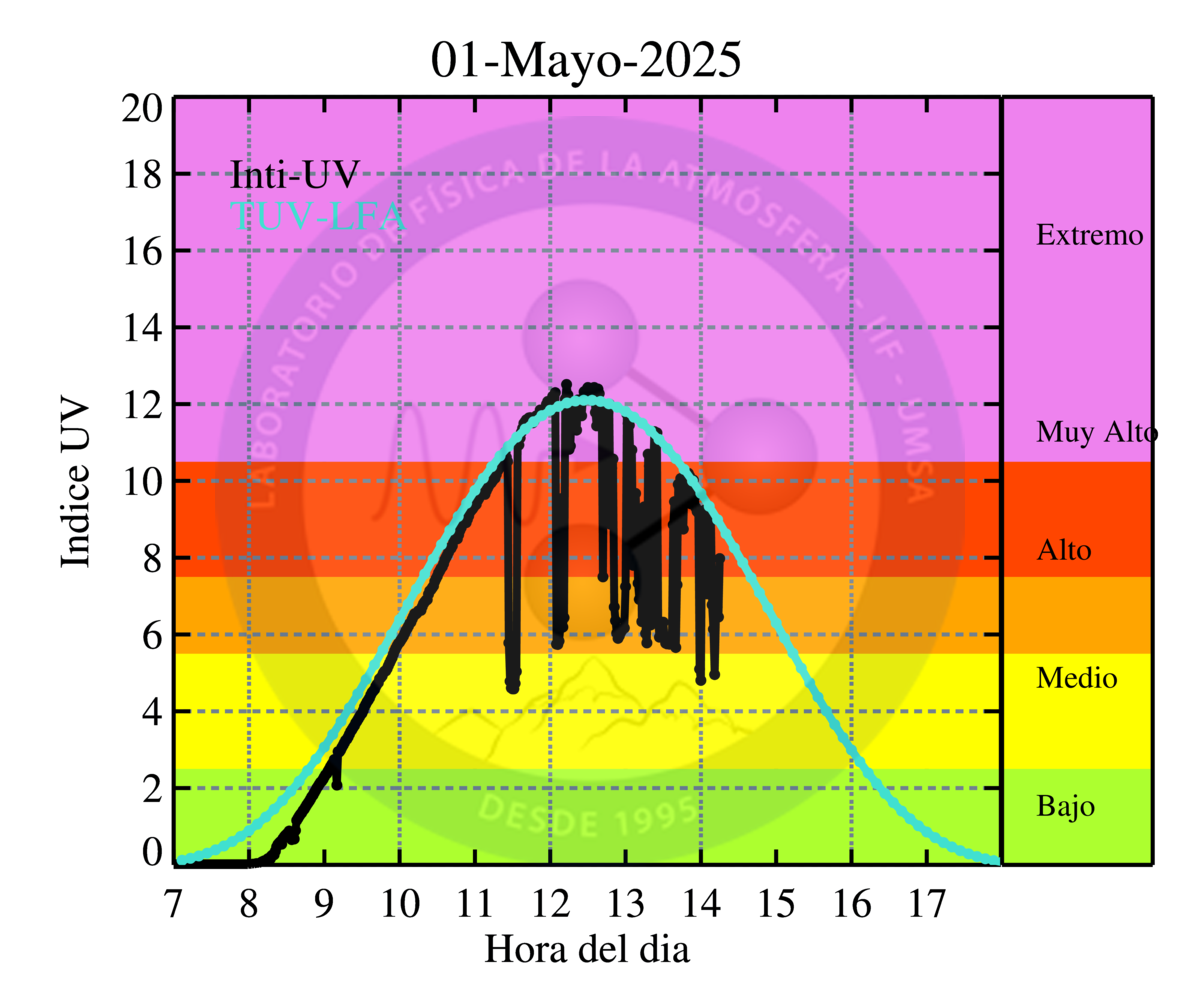 01-Mayo-2025
Inti-UV
TUV-LFA
LABORATORIO DE FÍSICA DE LA ATMÓSFERA - IIF - UMSA
DESDE 1995
Indice UV
20
18
16
14
12
10
8
6
4
2
0
Extremo
Muy Alto
Alto
Medio
Bajo
7 8 9 10 11 12 13 14 15 16 17
Hora del dia